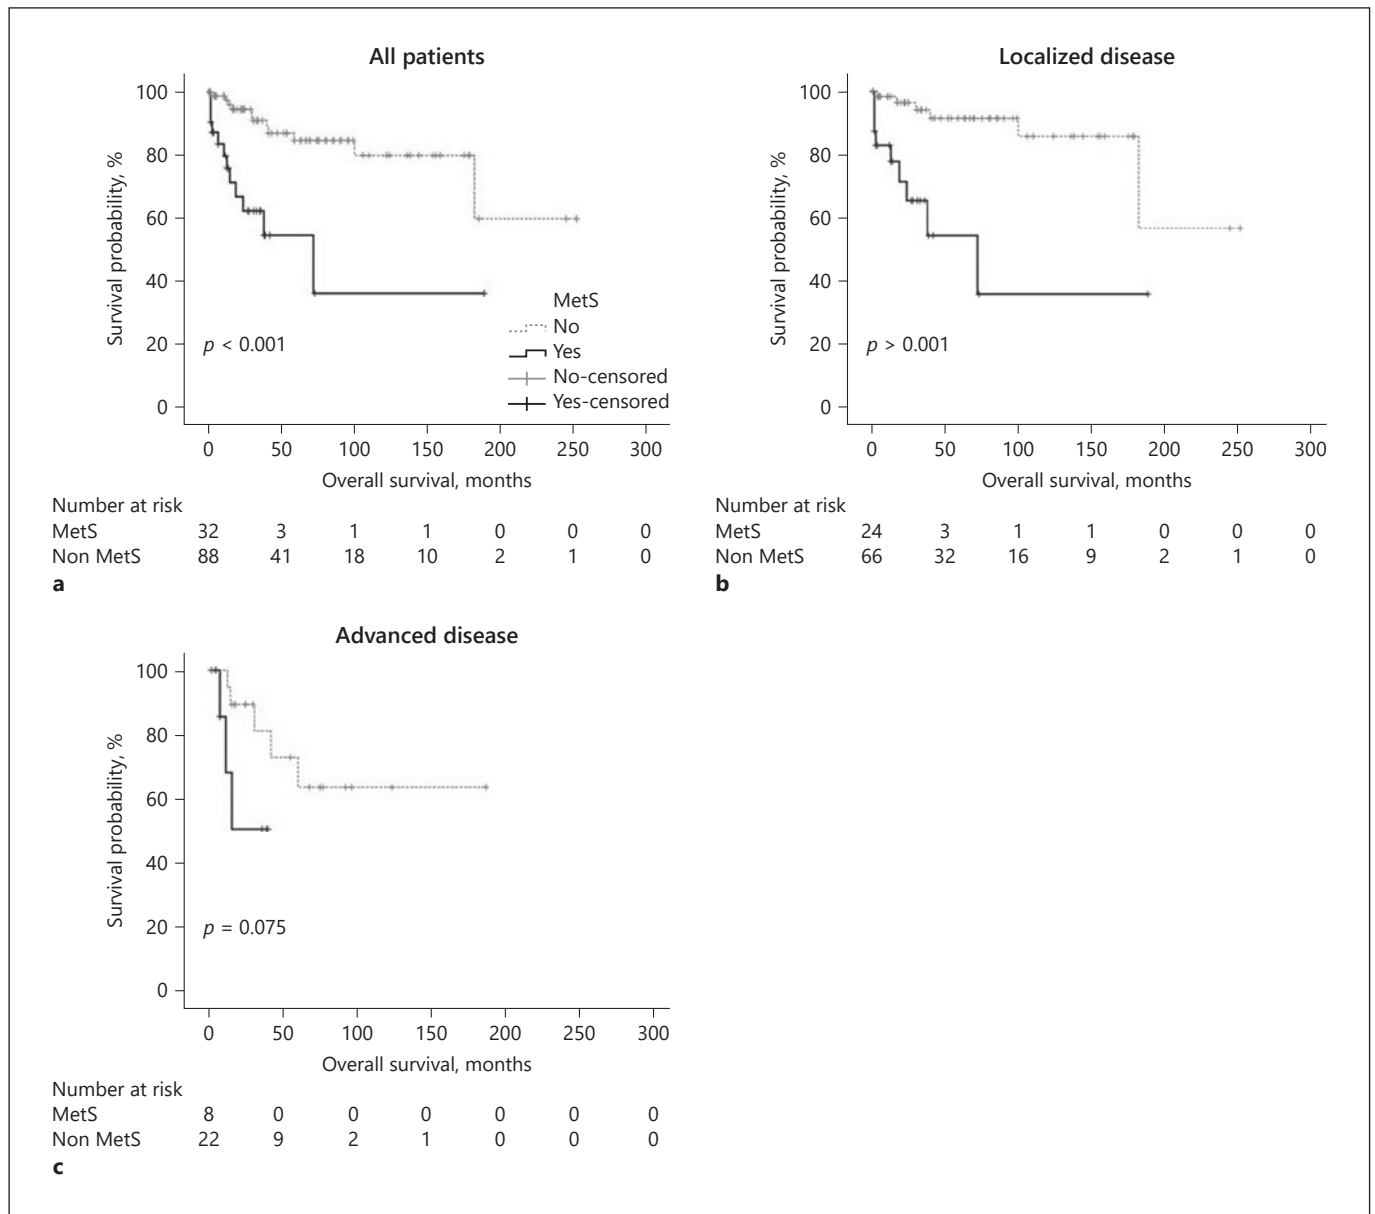 All patients
100
80
60
40
20
0
Survival probability, %
p < 0.001
MetS
No
Yes
No-censored
Yes-censored
0 50 100 150 200 250 300
Overall survival, months
Number at risk
MetS 32 3 1 1 0 0 0
Non MetS 88 41 18 10 2 1 0
a
Localized disease
100
80
60
40
20
0
Survival probability, %
p > 0.001
0 50 100 150 200 250 300
Overall survival, months
Number at risk
MetS 24 3 1 1 0 0 0
Non MetS 66 32 16 9 2 1 0
b
Advanced disease
100
80
60
40
20
0
Survival probability, %
p = 0.075
0 50 100 150 200 250 300
Overall survival, months
Number at risk
MetS 8 0 0 0 0 0 0
Non MetS 22 9 2 1 0 0 0
c